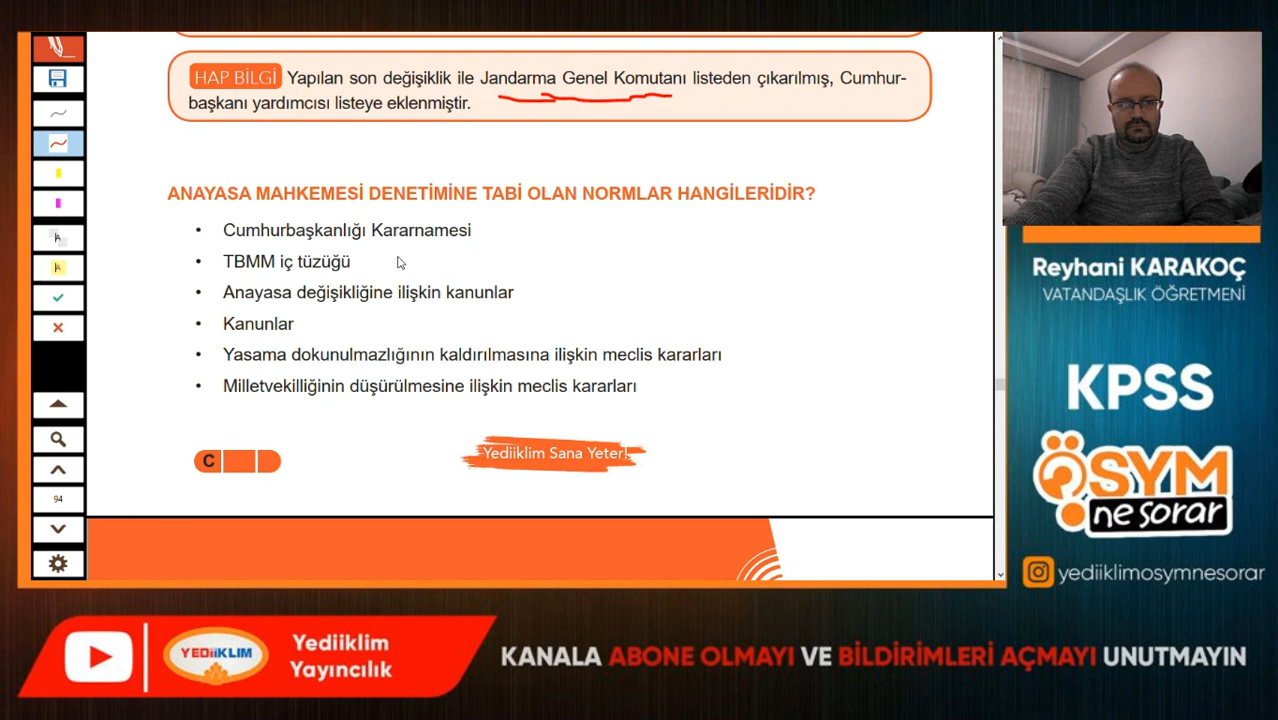 HAP BİLGİ Yapılan son değişiklik ile Jandarma Genel Komutanı listeden çıkarılmış, Cumhur-
başkanı yardımcısı listeye eklenmiştir.
ANAYASA MAHKEMESİ DENETİMİNE TABİ OLAN NORMLAR HANGİLERİDİR?
• Cumhurbaşkanlığı Kararnamesi
• TBMM iç tüzüğü
• Anayasa değişikliğine ilişkin kanunlar
• Kanunlar
• Yasama dokunulmazlığının kaldırılmasına ilişkin meclis kararları
• Milletvekilliğinin düşürülmesine ilişkin meclis kararları
C
Yediiklim Sana Yeter!
94
Reyhani KARAKOÇ
VATANDAŞLIK ÖĞRETMENİ
KPSS
ÖSYM
ne sorar
yediiklimosymnesorar
YEDİİKLİM
Yediiklim
Yayıncılık
KANALA ABONE OLMAYI VE BİLDİRİMLERİ AÇMAYI UNUTMAYIN